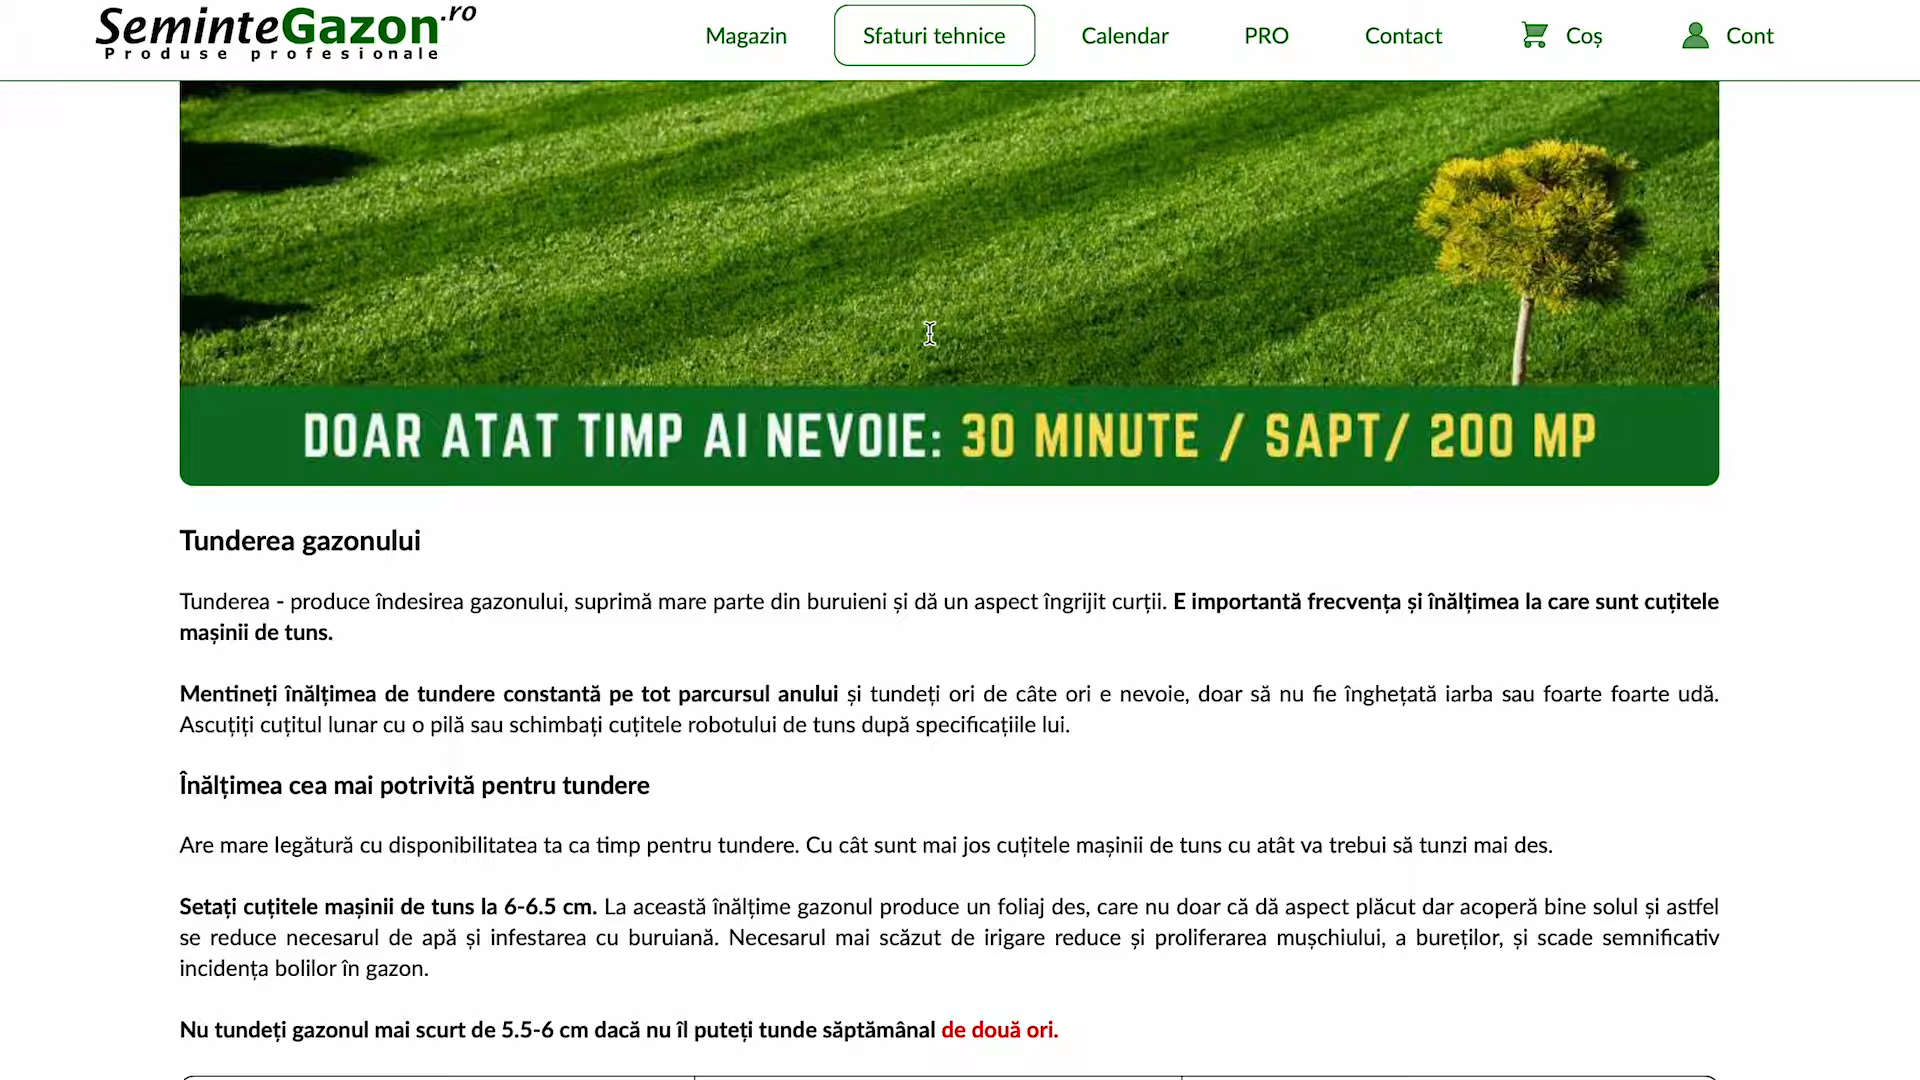 SeminteGazon.ro
Produse profesionale
Magazin
Sfaturi tehnice
Calendar
PRO
Contact
Coș
Cont
DOAR ATAT TIMP AI NEVOIE: 30 MINUTE / SAPT/ 200 MP
Tunderea gazonului
Tunderea - produce îndesirea gazonului, suprimă mare parte din buruieni și dă un aspect îngrijit curții. E importantă frecvența și înălțimea la care sunt cuțitele
mașinii de tuns.
Mentineți înălțimea de tundere constantă pe tot parcursul anului și tundeți ori de câte ori e nevoie, doar să nu fie înghețată iarba sau foarte foarte udă.
Ascuțiți cuțitul lunar cu o pilă sau schimbați cuțitele robotului de tuns după specificațiile lui.
Înălțimea cea mai potrivită pentru tundere
Are mare legătură cu disponibilitatea ta ca timp pentru tundere. Cu cât sunt mai jos cuțitele mașinii de tuns cu atât va trebui să tunzi mai des.
Setați cuțitele mașinii de tuns la 6-6.5 cm. La această înălțime gazonul produce un foliaj des, care nu doar că dă aspect plăcut dar acoperă bine solul și astfel
se reduce necesarul de apă și infestarea cu buruiană. Necesarul mai scăzut de irigare reduce și proliferarea mușchiului, a bureților, și scade semnificativ
incidența bolilor în gazon.
Nu tundeți gazonul mai scurt de 5.5-6 cm dacă nu îl puteți tunde săptămânal de două ori.